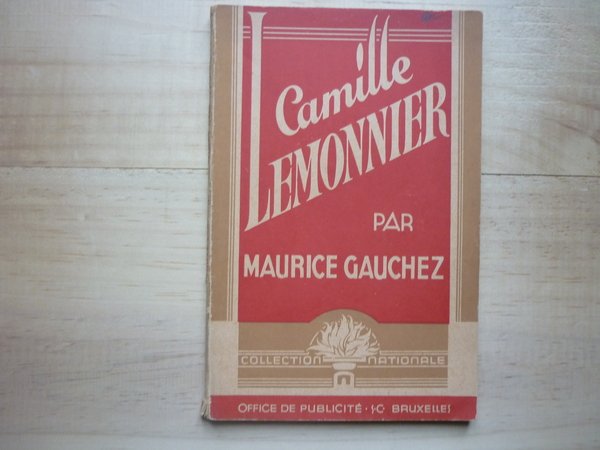 Camille
LEMONNIER
PAR
MAURICE GAUCHEZ
COLLECTION NATIONALE
OFFICE DE PUBLICITÉ · S.C. BRUXELLES